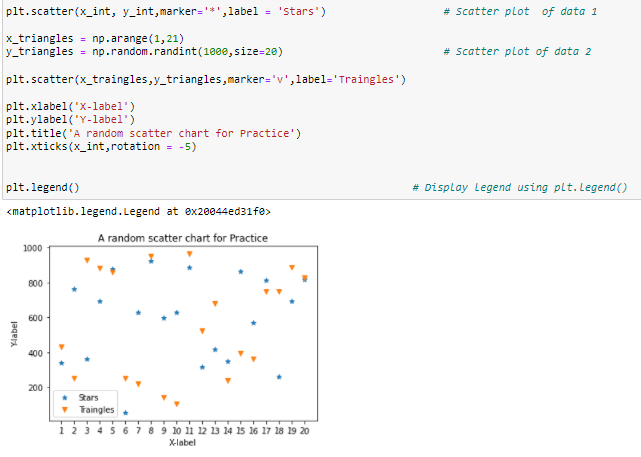 plt.scatter(x_int, y_int,marker='*',label = 'Stars') # Scatter plot of data 1
x_triangles = np.arange(1,21)
y_triangles = np.random.randint(1000,size=20) # Scatter plot of data 2
plt.scatter(x_traingles,y_triangles,marker='v',label='Traingles')
plt.xlabel('X-label')
plt.ylabel('Y-label')
plt.title('A random scatter chart for Practice')
plt.xticks(x_int,rotation = -5)
plt.legend() # Display Legend using plt.legend()
<matplotlib.legend.Legend at 0x20044ed31f0>
A random scatter chart for Practice
1000
800
600
400
200
Y-label
Stars
Traingles
1 2 3 4 5 6 7 8 9 10 11 12 13 14 15 16 17 18 19 20
X-label